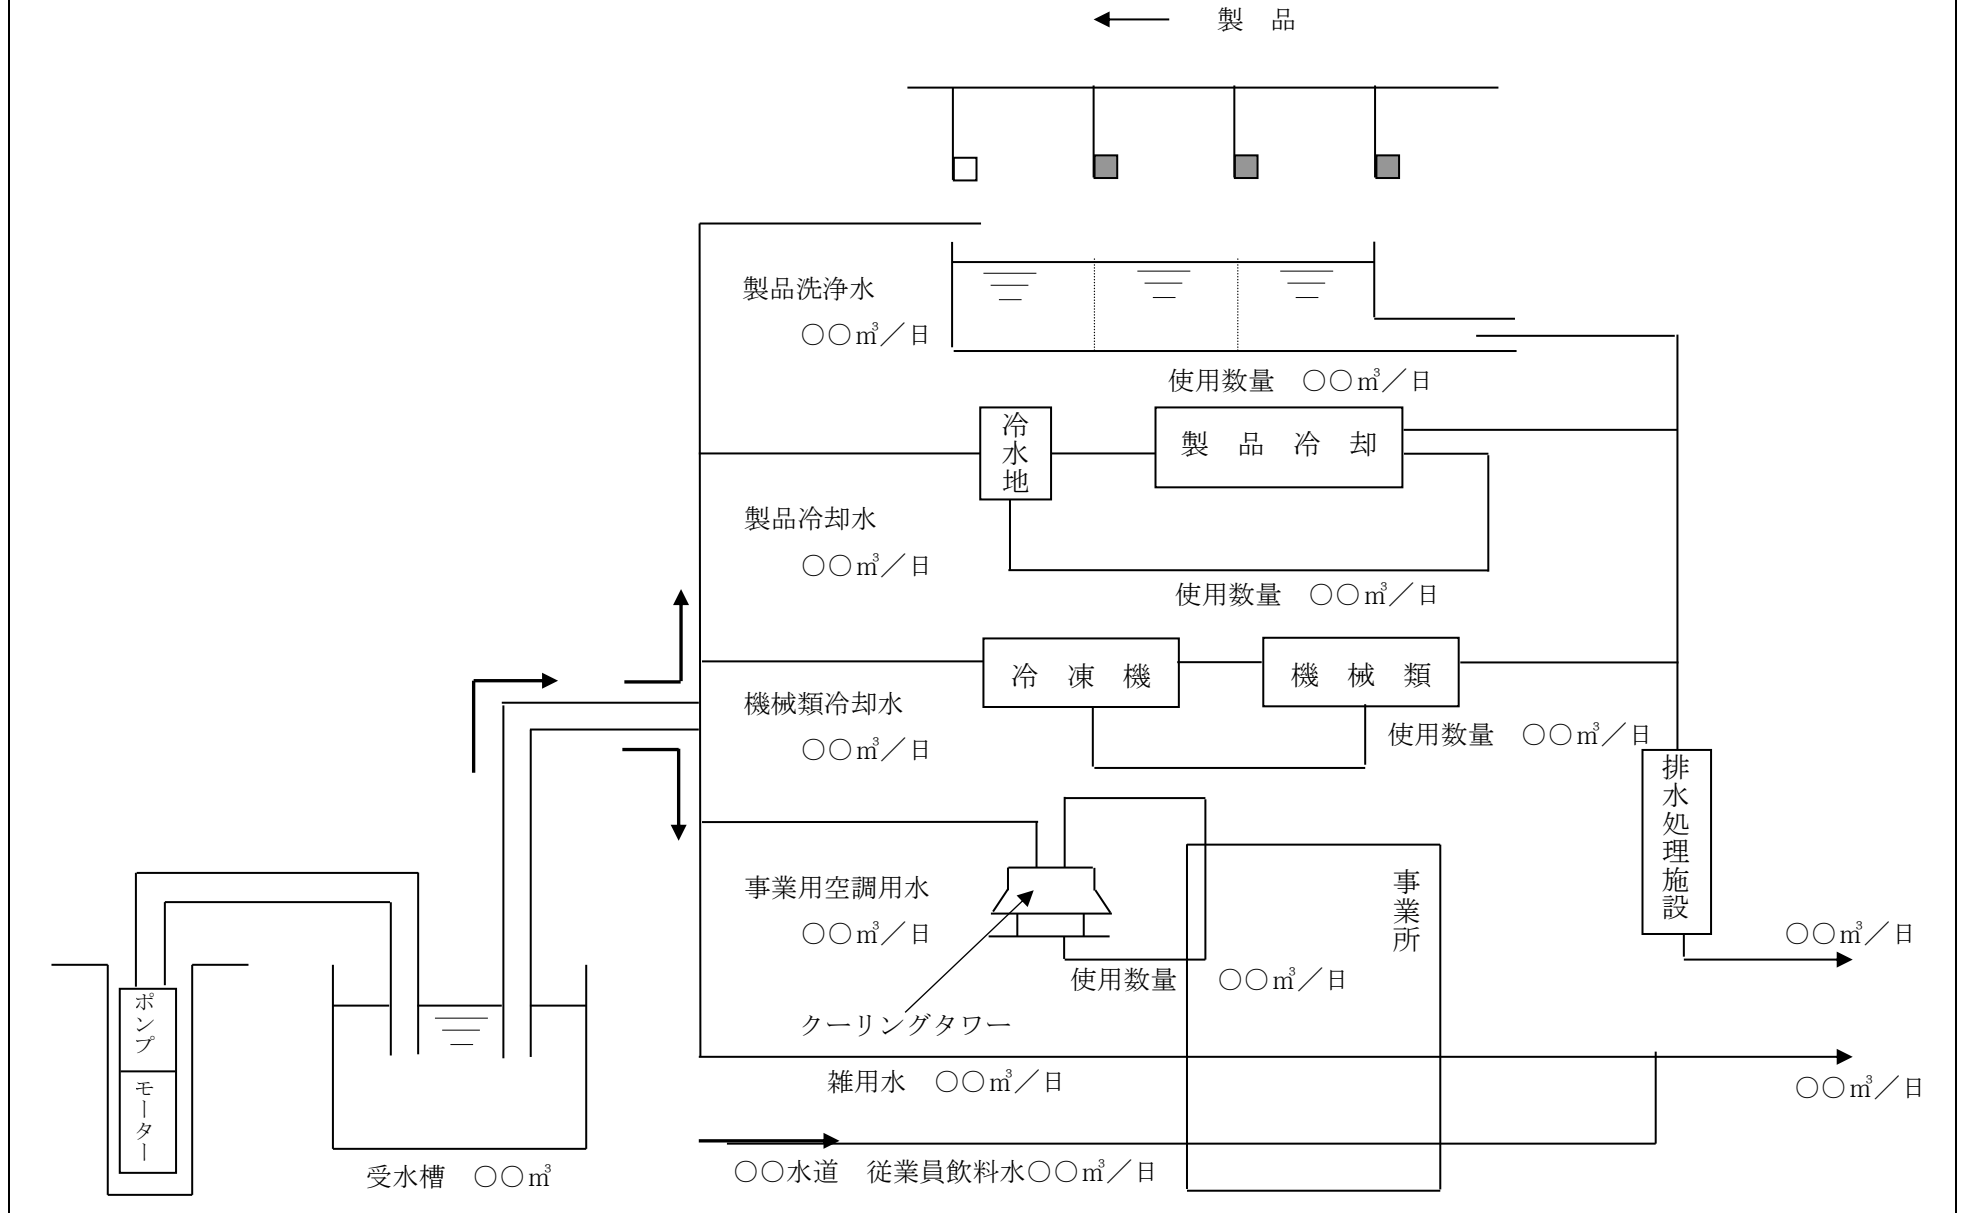 製　品
製品洗浄水
○○㎥／日
使用数量　○○㎥／日
冷水地
製　品　冷　却
製品冷却水
○○㎥／日
使用数量　○○㎥／日
冷　凍　機
機　械　類
機械類冷却水
○○㎥／日
使用数量　○○㎥／日
排水処理施設
○○㎥／日
事業用空調用水
○○㎥／日
事業所
使用数量　○○㎥／日
クーリングタワー
ポンプ
モーター
雑用水　○○㎥／日
○○㎥／日
受水槽　○○㎥
○○水道　従業員飲料水○○㎥／日